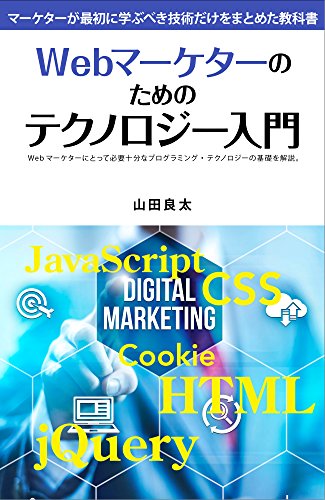 マーケターが最初に学ぶべき技術だけをまとめた教科書
Webマーケターの
ための
テクノロジー入門
Webマーケターにとって必要十分なプログラミング・テクノロジーの基礎を解説。
山田良太
JavaScript
DIGITAL
CSS
MARKETING
Cookie
HTML
jQuery